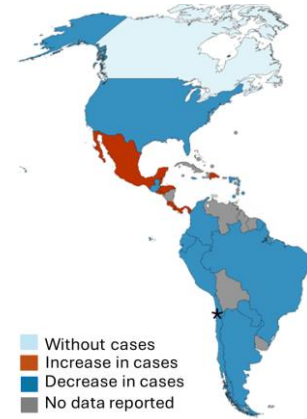 *
Without cases
Increase in cases
Decrease in cases
No data reported